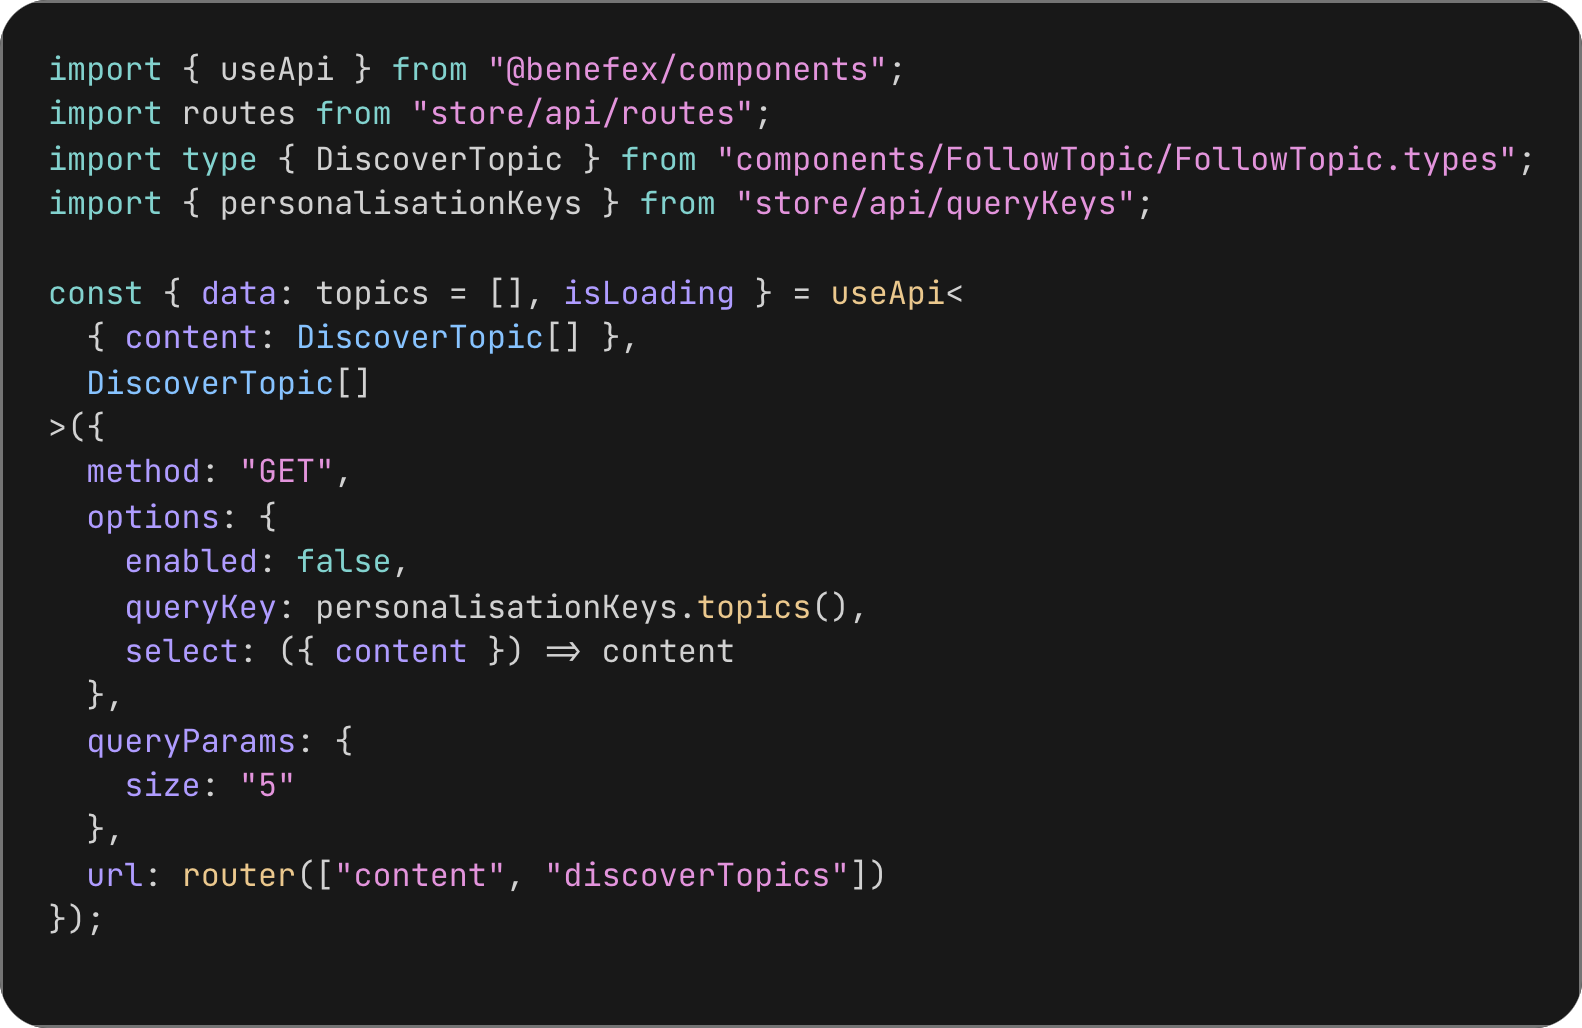 import { useApi } from "@benefex/components";
import routes from "store/api/routes";
import type { DiscoverTopic } from "components/FollowTopic/FollowTopic.types";
import { personalisationKeys } from "store/api/queryKeys";

const { data: topics = [], isLoading } = useApi<
  { content: DiscoverTopic[] },
  DiscoverTopic[]
>({
  method: "GET",
  options: {
    enabled: false,
    queryKey: personalisationKeys.topics(),
    select: ({ content }) => content
  },
  queryParams: {
    size: "5"
  },
  url: router(["content", "discoverTopics"])
});